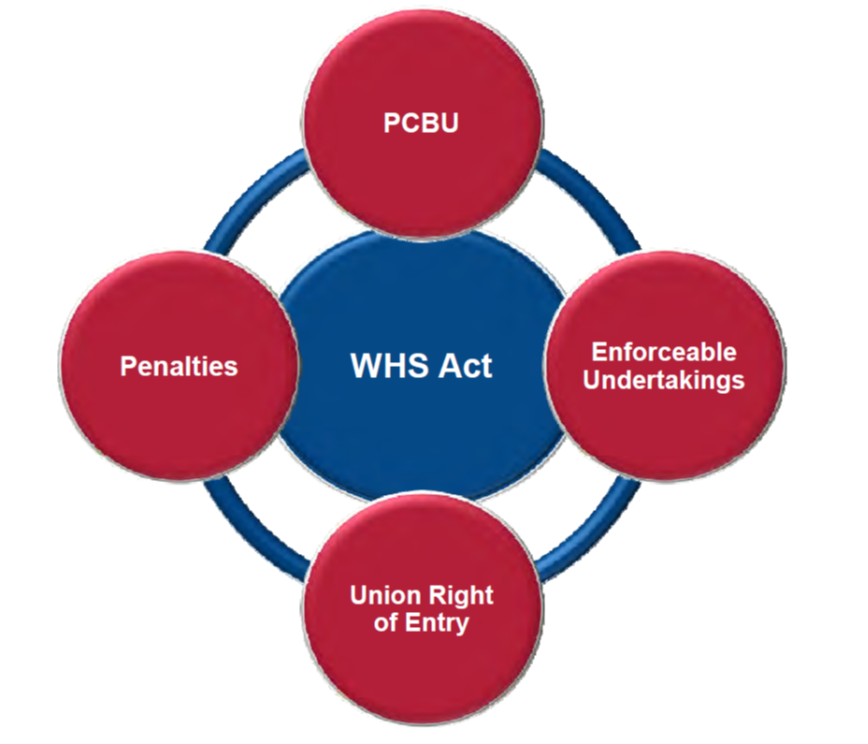 PCBU
Penalties
WHS Act
Enforceable
Undertakings
Union Right
of Entry